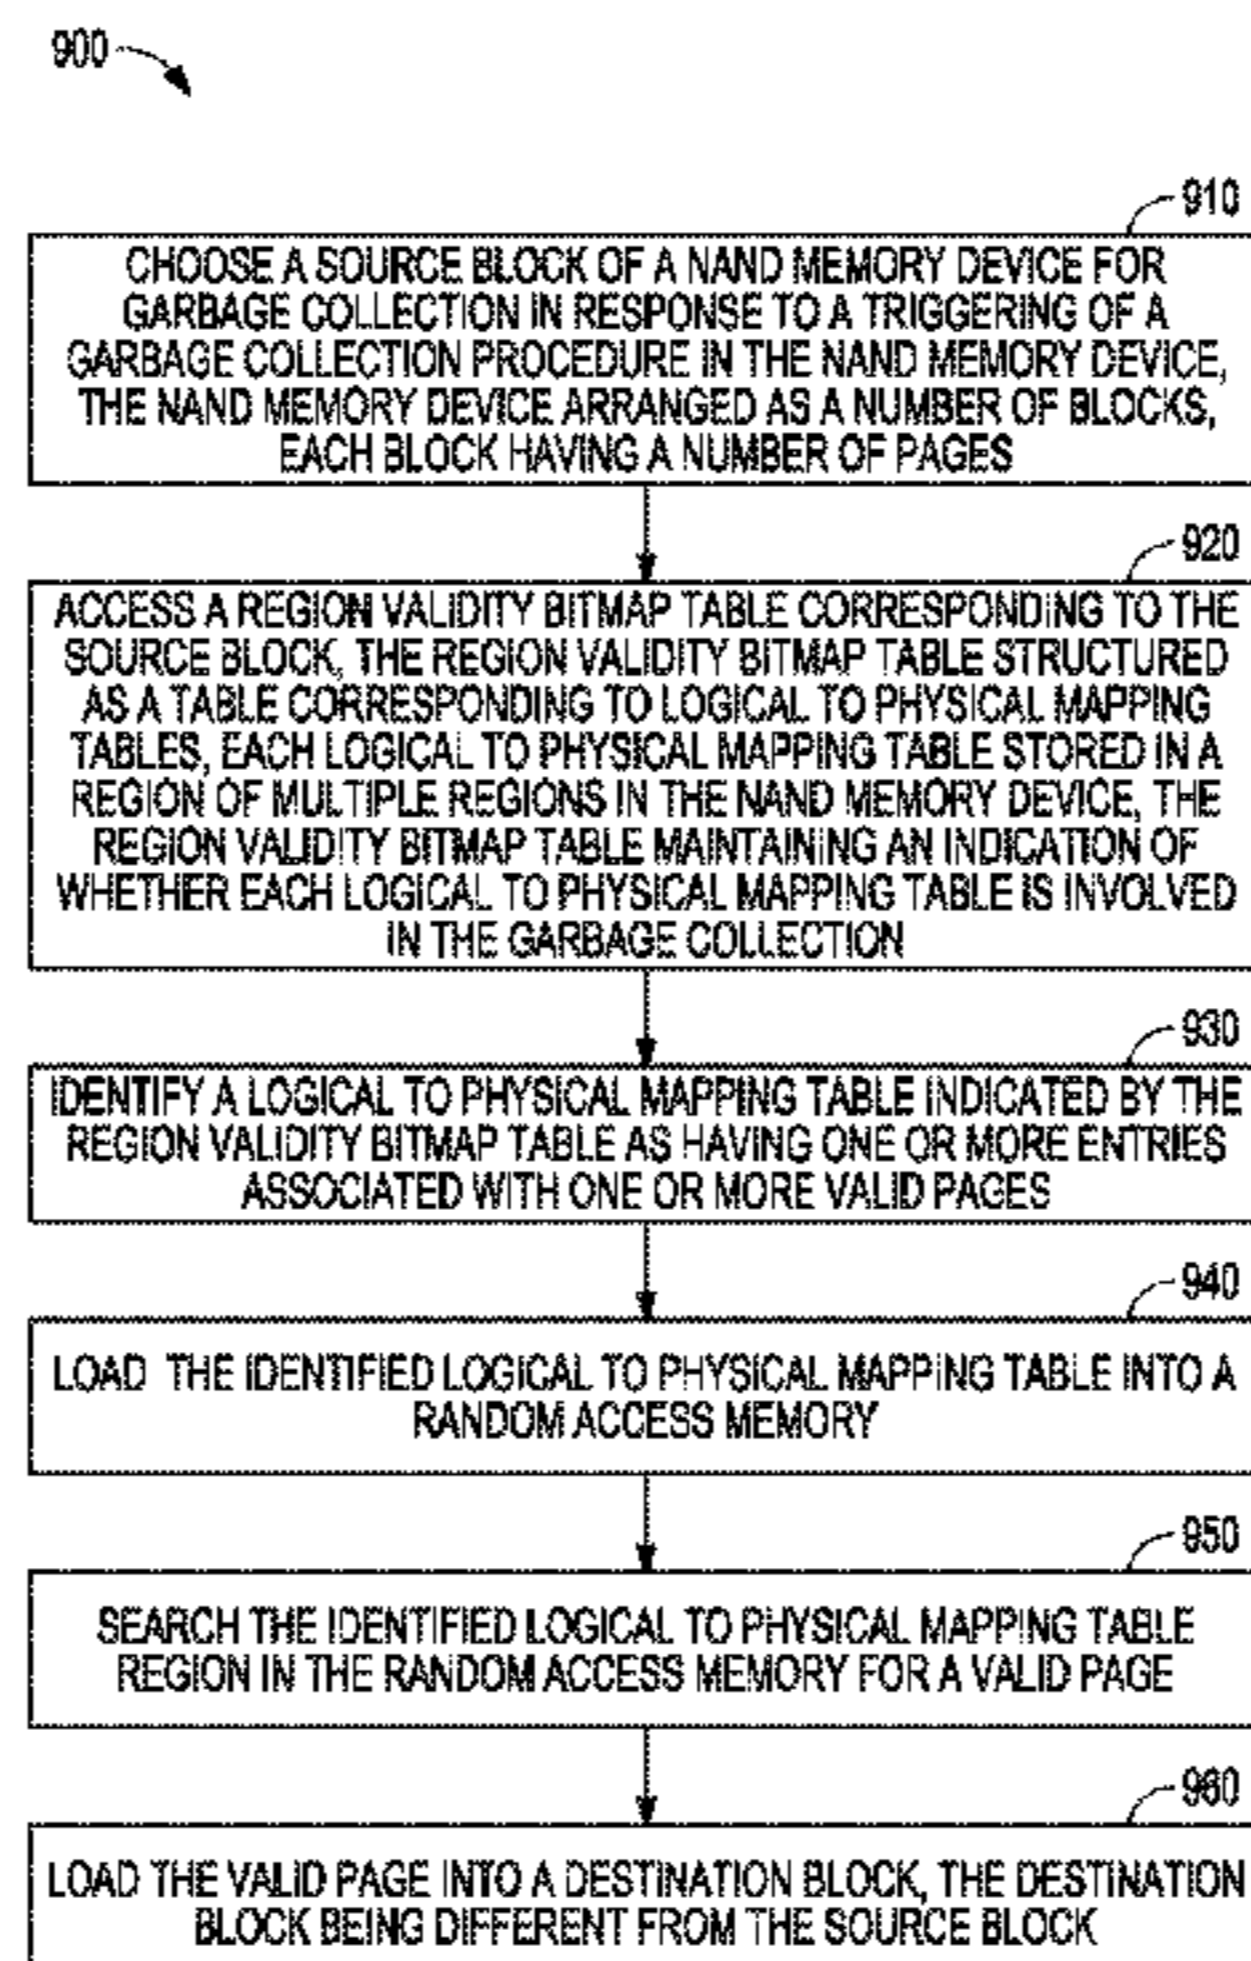 900
910
CHOOSE A SOURCE BLOCK OF A NAND MEMORY DEVICE FOR
GARBAGE COLLECTION IN RESPONSE TO A TRIGGERING OF A
GARBAGE COLLECTION PROCEDURE IN THE NAND MEMORY DEVICE,
THE NAND MEMORY DEVICE ARRANGED AS A NUMBER OF BLOCKS,
EACH BLOCK HAVING A NUMBER OF PAGES
920
ACCESS A REGION VALIDITY BITMAP TABLE CORRESPONDING TO THE
SOURCE BLOCK, THE REGION VALIDITY BITMAP TABLE STRUCTURED
AS A TABLE CORRESPONDING TO LOGICAL TO PHYSICAL MAPPING
TABLES, EACH LOGICAL TO PHYSICAL MAPPING TABLE STORED IN A
REGION OF MULTIPLE REGIONS IN THE NAND MEMORY DEVICE, THE
REGION VALIDITY BITMAP TABLE MAINTAINING AN INDICATION OF
WHETHER EACH LOGICAL TO PHYSICAL MAPPING TABLE IS INVOLVED
IN THE GARBAGE COLLECTION
930
IDENTIFY A LOGICAL TO PHYSICAL MAPPING TABLE INDICATED BY THE
REGION VALIDITY BITMAP TABLE AS HAVING ONE OR MORE ENTRIES
ASSOCIATED WITH ONE OR MORE VALID PAGES
940
LOAD THE IDENTIFIED LOGICAL TO PHYSICAL MAPPING TABLE INTO A
RANDOM ACCESS MEMORY
950
SEARCH THE IDENTIFIED LOGICAL TO PHYSICAL MAPPING TABLE
REGION IN THE RANDOM ACCESS MEMORY FOR A VALID PAGE
960
LOAD THE VALID PAGE INTO A DESTINATION BLOCK, THE DESTINATION
BLOCK BEING DIFFERENT FROM THE SOURCE BLOCK